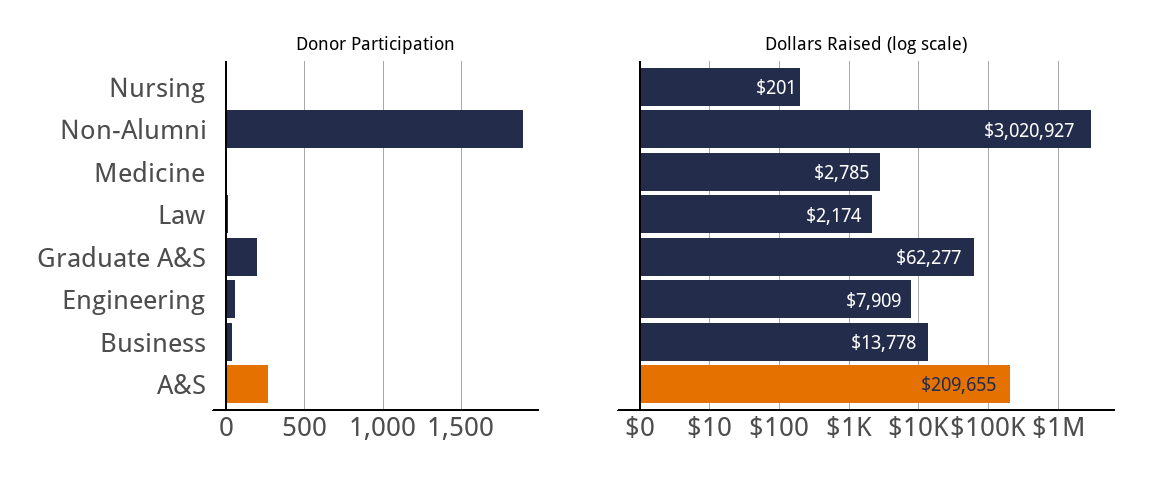 Donor Participation
Dollars Raised (log scale)
Nursing
$201
Non-Alumni
$3,020,927
Medicine
$2,785
Law
$2,174
Graduate A&S
$62,277
Engineering
$7,909
Business
$13,778
A&S
$209,655
0 500 1,000 1,500
$0 $10 $100 $1K $10K $100K $1M